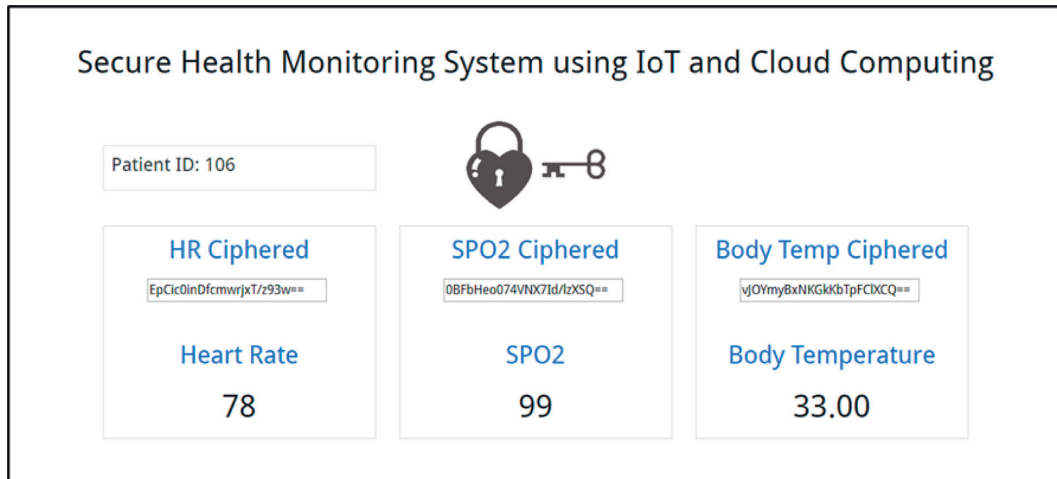 Secure Health Monitoring System using IoT and Cloud Computing
Patient ID: 106
HR Ciphered
EpCic0inDfcmwrjxT/z93w==
Heart Rate
78
SPO2 Ciphered
0BFbHeo074VNX7Id/lzXSQ==
SPO2
99
Body Temp Ciphered
vJOYmyBxNKGkKbTpFClXCQ==
Body Temperature
33.00